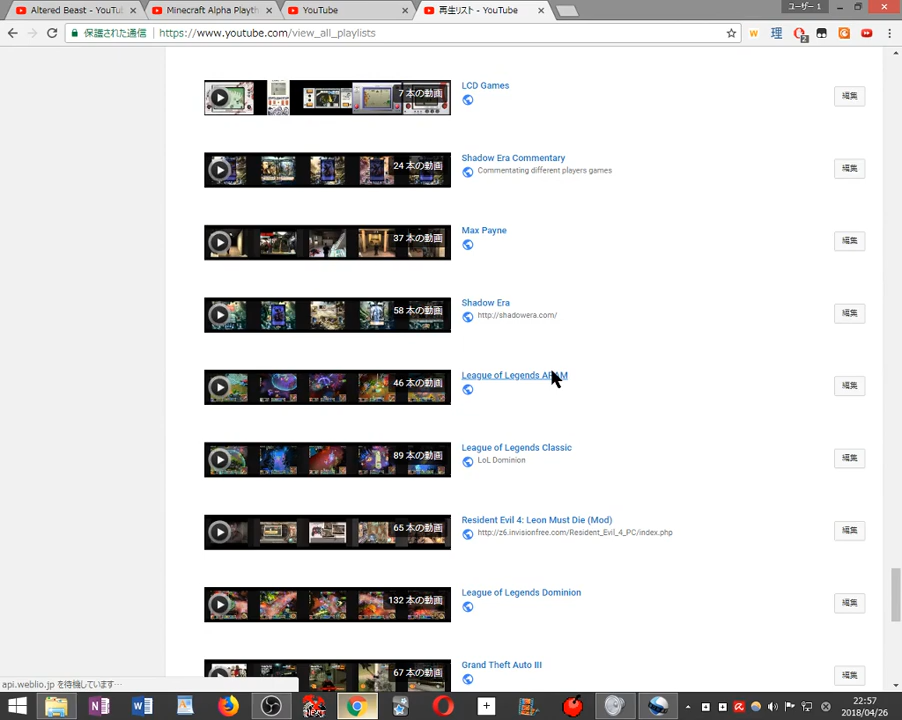 Altered Beast - YouTu
Minecraft Alpha Playth
YouTube
再生リスト - YouTube
ユーザー 1
保護された通信
https://www.youtube.com/view_all_playlists
理
2
7 本の動画
LCD Games
編集
24 本の動画
Shadow Era Commentary
Commentating different players games
編集
37 本の動画
Max Payne
編集
58 本の動画
Shadow Era
http://shadowera.com/
編集
46 本の動画
League of Legends ARAM
編集
89 本の動画
League of Legends Classic
LoL Dominion
編集
65 本の動画
Resident Evil 4: Leon Must Die (Mod)
http://z6.invisionfree.com/Resident_Evil_4_PC/index.php
編集
132 本の動画
League of Legends Dominion
編集
67 本の動画
Grand Theft Auto III
編集
api.weblio.jp を待機しています…
22:57
2018/04/26